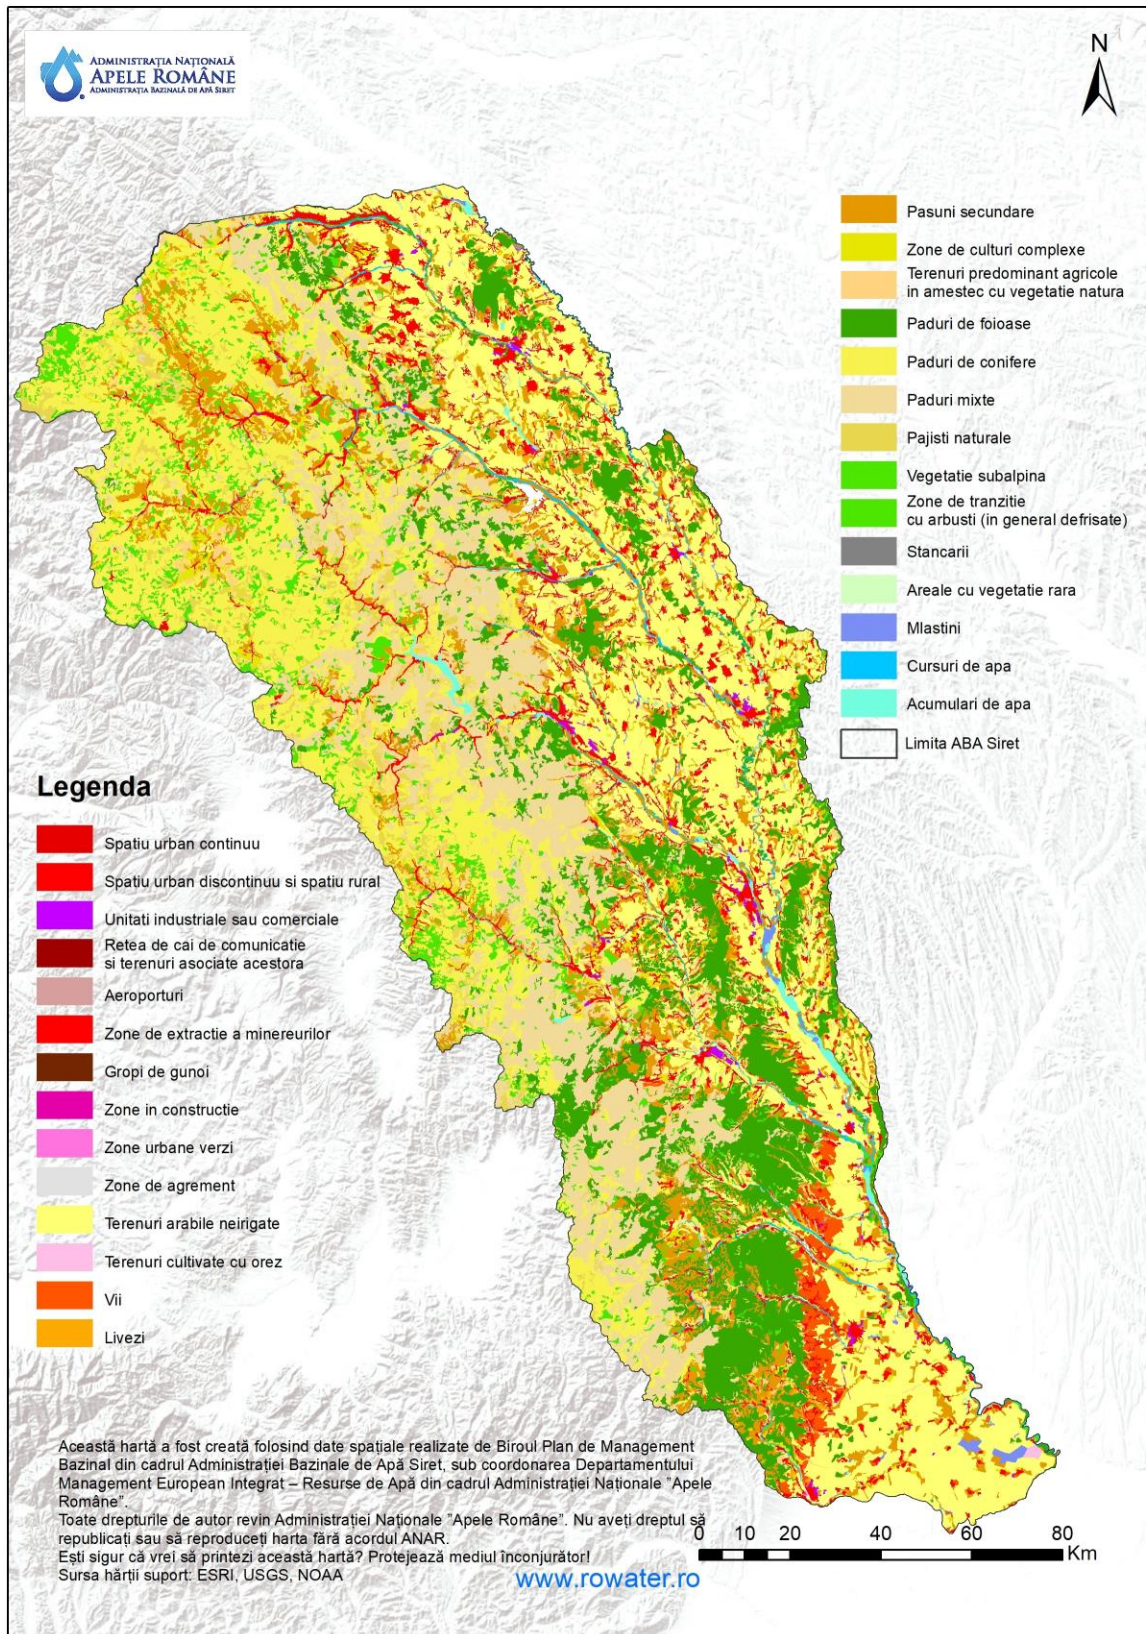 ADMINISTRAȚIA NAȚIONALĂ
APELE ROMÂNE
ADMINISTRAȚIA BAZINALĂ DE APĂ SIRET
N
Pasuni secundare
Zone de culturi complexe
Terenuri predominant agricole
in amestec cu vegetatie natura
Paduri de foioase
Paduri de conifere
Paduri mixte
Pajisti naturale
Vegetatie subalpina
Zone de tranzitie
cu arbusti (in general defrisate)
Stancarii
Areale cu vegetatie rara
Mlastini
Cursuri de apa
Acumulari de apa
Limita ABA Siret
Legenda
Spatiu urban continuu
Spatiu urban discontinuu si spatiu rural
Unitati industriale sau comerciale
Retea de cai de comunicatie
si terenuri asociate acestora
Aeroporturi
Zone de extractie a minereurilor
Gropi de gunoi
Zone in constructie
Zone urbane verzi
Zone de agrement
Terenuri arabile neirigate
Terenuri cultivate cu orez
Vii
Livezi
Această hartă a fost creată folosind date spațiale realizate de Biroul Plan de Management
Bazinal din cadrul Administrației Bazinale de Apă Siret, sub coordonarea Departamentului
Management European Integrat – Resurse de Apă din cadrul Administrației Naționale "Apele
Române".
Toate drepturile de autor revin Administrației Naționale "Apele Române". Nu aveți dreptul să
republicați sau să reproduceți harta fără acordul ANAR.
Ești sigur că vrei să printezi această hartă? Protejează mediul înconjurător!
Sursa hărții suport: ESRI, USGS, NOAA
www.rowater.ro
0 10 20 40 60 80
Km